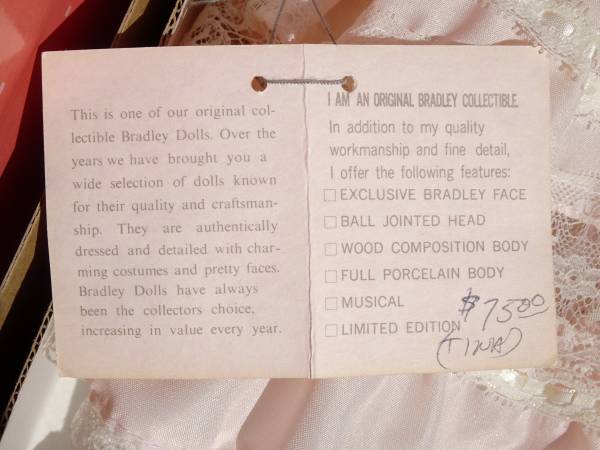 This is one of our original col-
lectible Bradley Dolls. Over the
years we have brought you a
wide selection of dolls known
for their quality and craftsman-
ship. They are authentically
dressed and detailed with char-
ming costumes and pretty faces.
Bradley Dolls have always
been the collectors choice,
increasing in value every year.
I AM AN ORIGINAL BRADLEY COLLECTIBLE.
In addition to my quality
workmanship and fine detail,
I offer the following features:
EXCLUSIVE BRADLEY FACE
BALL JOINTED HEAD
WOOD COMPOSITION BODY
FULL PORCELAIN BODY
MUSICAL
LIMITED EDITION
$75.00
(TINA)